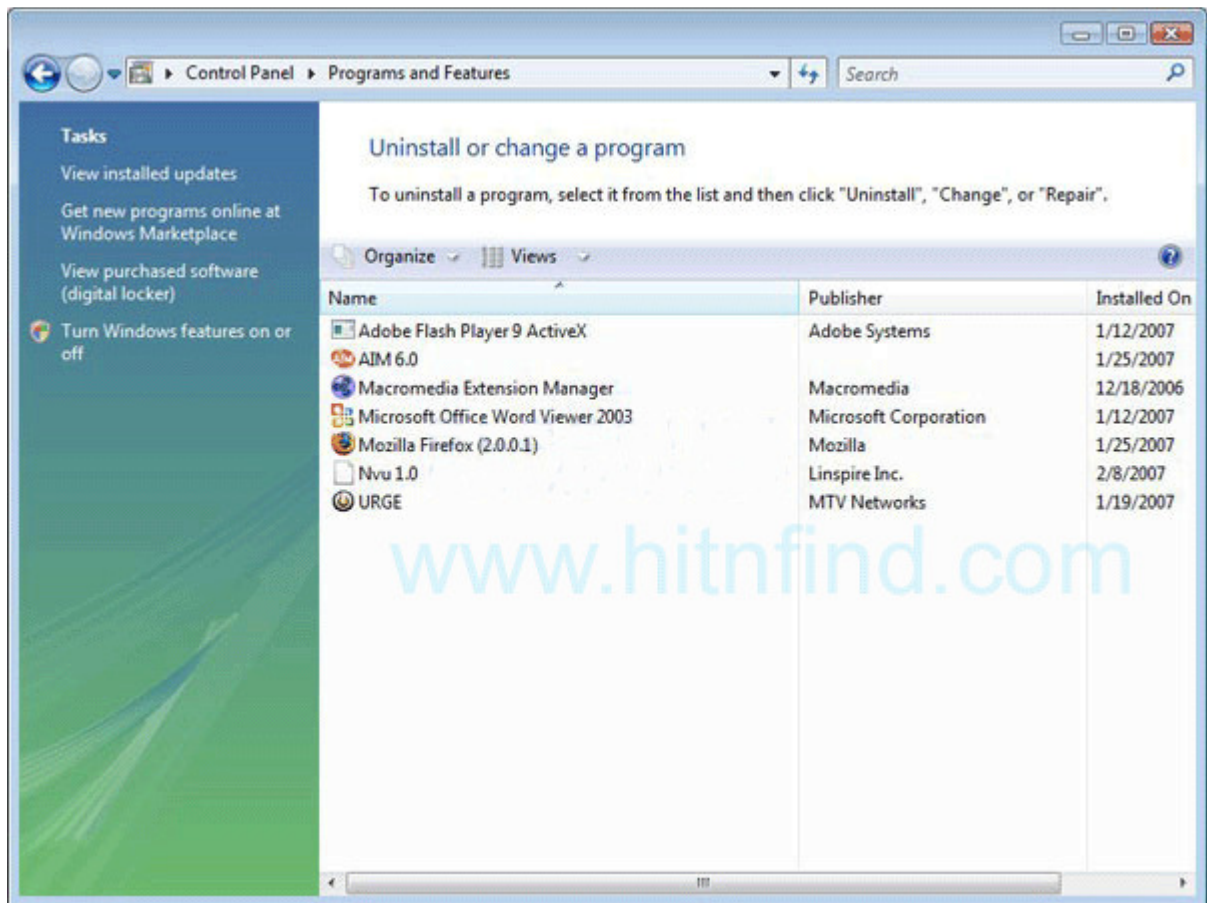 Control Panel Programs and Features
Search
Tasks
View installed updates
Get new programs online at
Windows Marketplace
View purchased software
(digital locker)
Turn Windows features on or
off
Uninstall or change a program
To uninstall a program, select it from the list and then click "Uninstall", "Change", or "Repair".
Organize Views
Name Publisher Installed On
Adobe Flash Player 9 ActiveX Adobe Systems 1/12/2007
AIM 6.0 1/25/2007
Macromedia Extension Manager Macromedia 12/18/2006
Microsoft Office Word Viewer 2003 Microsoft Corporation 1/12/2007
Mozilla Firefox (2.0.0.1) Mozilla 1/25/2007
Nvu 1.0 Linspire Inc. 2/8/2007
URGE MTV Networks 1/19/2007
www.hitnfind.com